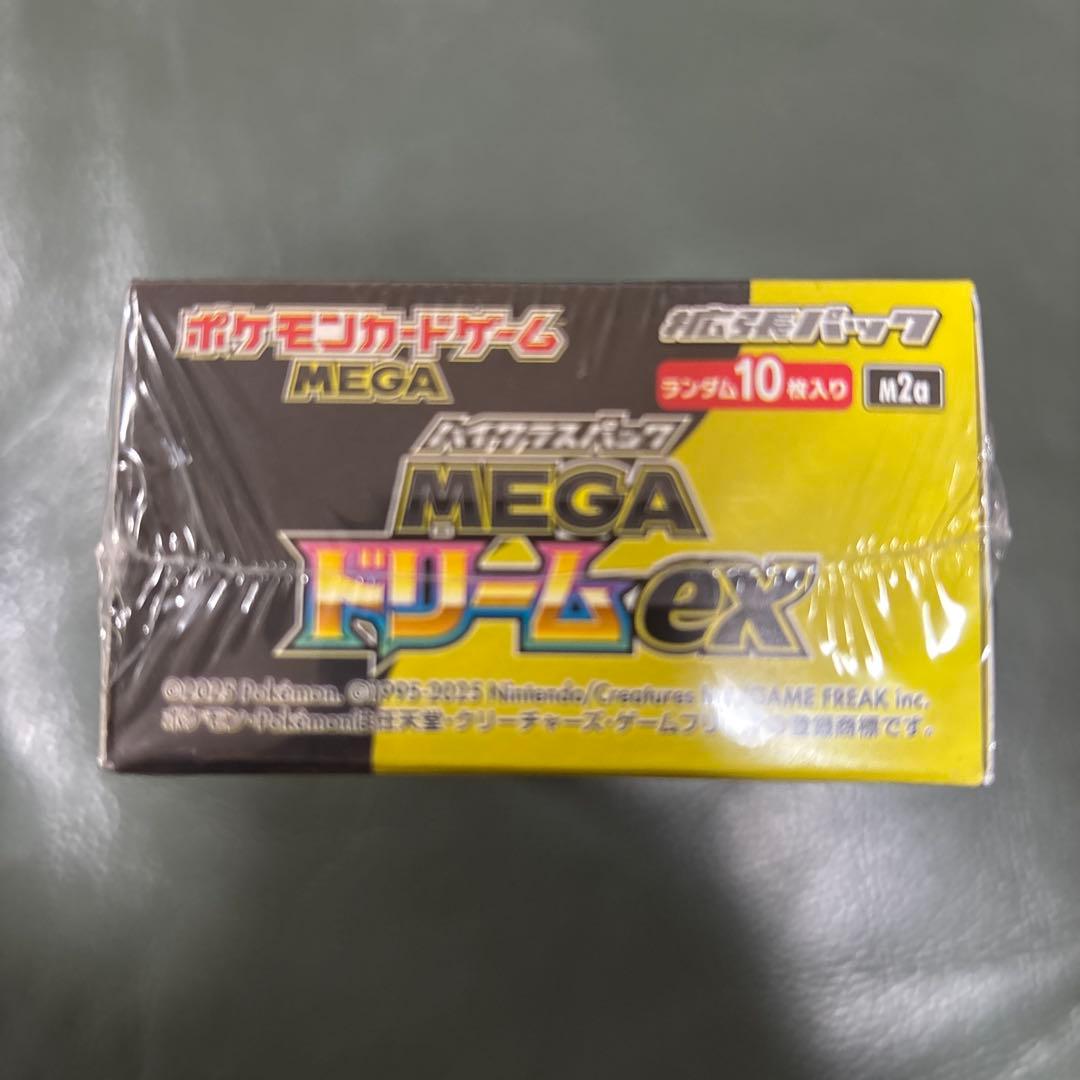 ポケモンカードゲーム
MEGA
拡張パック
ランダム10枚入り
M2a
ハイクラスパック
MEGA
ドリームex
©2025 Pokémon. ©1995-2025 Nintendo/Creatures GAME FREAK inc.
ポケモン・Pokémonは任天堂・クリーチャーズ・ゲームフリ 登録商標です。